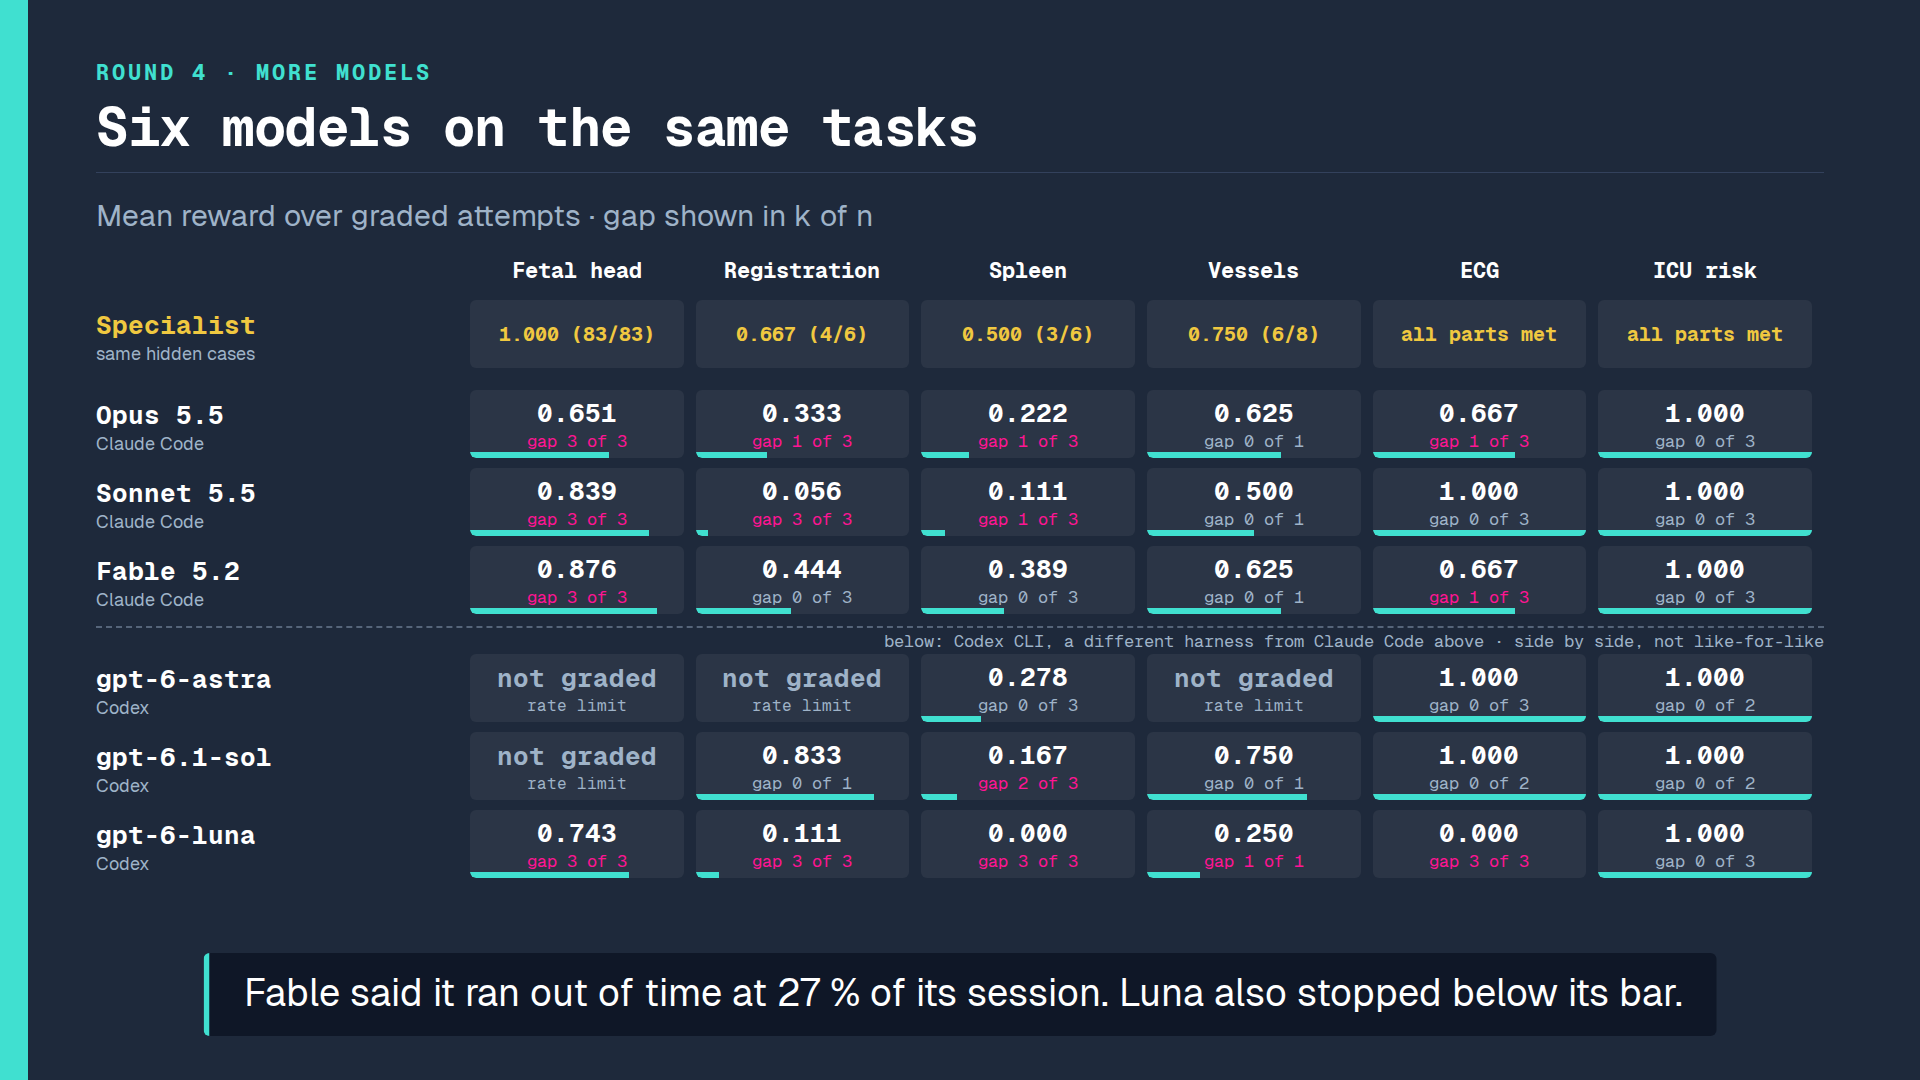 ROUND 4 · MORE MODELS
Six models on the same tasks
Mean reward over graded attempts · gap shown in k of n
Fetal head Registration Spleen Vessels ECG ICU risk
Specialist 1.000 (83/83) 0.667 (4/6) 0.500 (3/6) 0.750 (6/8) all parts met all parts met
same hidden cases
Opus 5.5 0.651 0.333 0.222 0.625 0.667 1.000
Claude Code gap 3 of 3 gap 1 of 3 gap 1 of 3 gap 0 of 1 gap 1 of 3 gap 0 of 3
Sonnet 5.5 0.839 0.056 0.111 0.500 1.000 1.000
Claude Code gap 3 of 3 gap 3 of 3 gap 1 of 3 gap 0 of 1 gap 0 of 3 gap 0 of 3
Fable 5.2 0.876 0.444 0.389 0.625 0.667 1.000
Claude Code gap 3 of 3 gap 0 of 3 gap 0 of 3 gap 0 of 1 gap 1 of 3 gap 0 of 3
below: Codex CLI, a different harness from Claude Code above · side by side, not like-for-like
gpt-6-astra not graded not graded 0.278 not graded 1.000 1.000
Codex rate limit rate limit gap 0 of 3 rate limit gap 0 of 3 gap 0 of 2
gpt-6.1-sol not graded 0.833 0.167 0.750 1.000 1.000
Codex rate limit gap 0 of 1 gap 2 of 3 gap 0 of 1 gap 0 of 2 gap 0 of 2
gpt-6-luna 0.743 0.111 0.000 0.250 0.000 1.000
Codex gap 3 of 3 gap 3 of 3 gap 3 of 3 gap 1 of 1 gap 3 of 3 gap 0 of 3
Fable said it ran out of time at 27 % of its session. Luna also stopped below its bar.